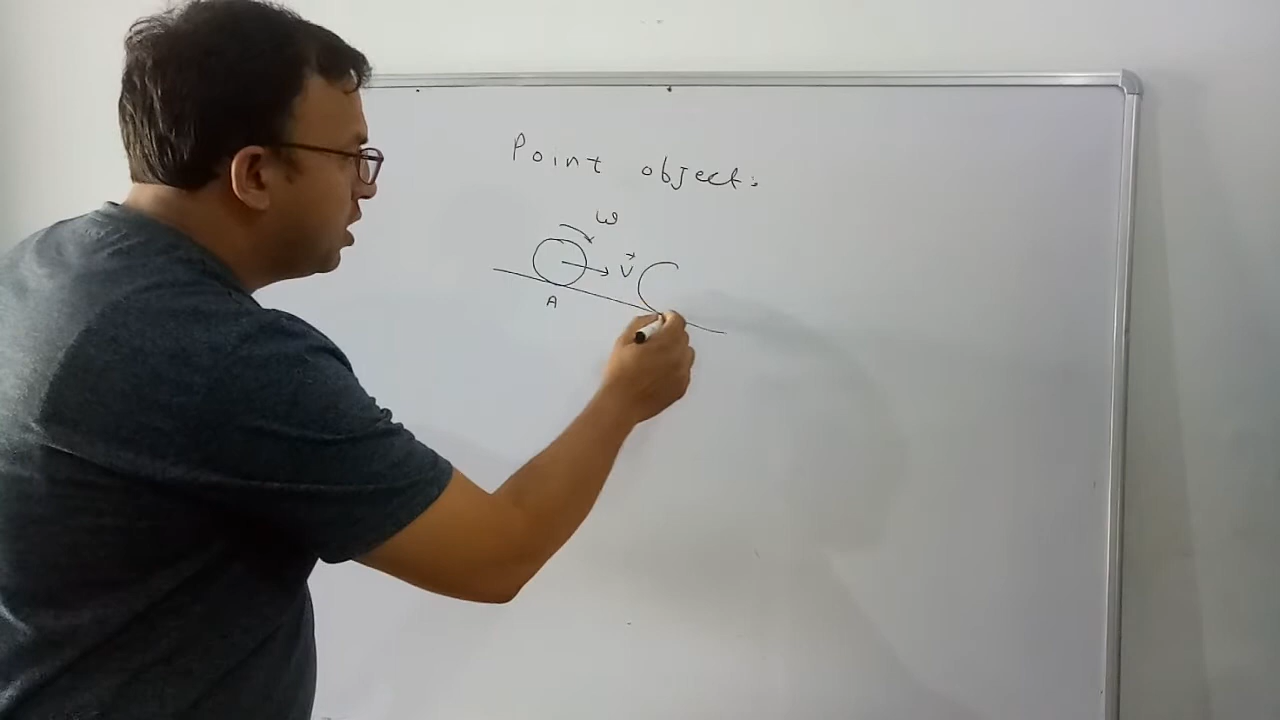 Point object:
ω
v⃗
A